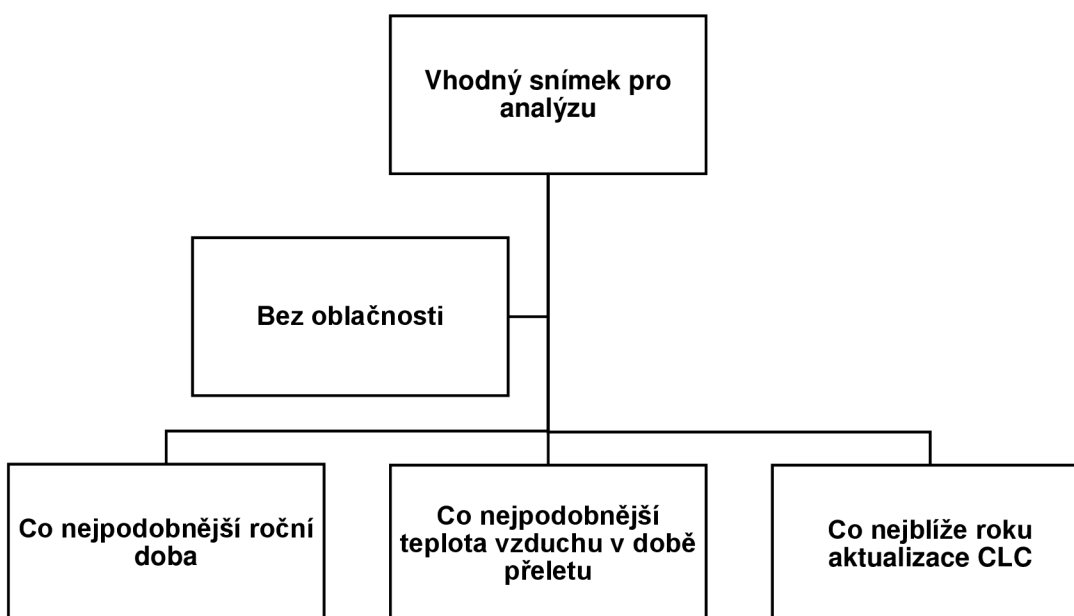 Vhodný snímek pro
analýzu
Bez oblačnosti
Co nejpodobnější roční
doba
Co nejpodobnější
teplota vzduchu v době
přeletu
Co nejblíže roku
aktualizace CLC